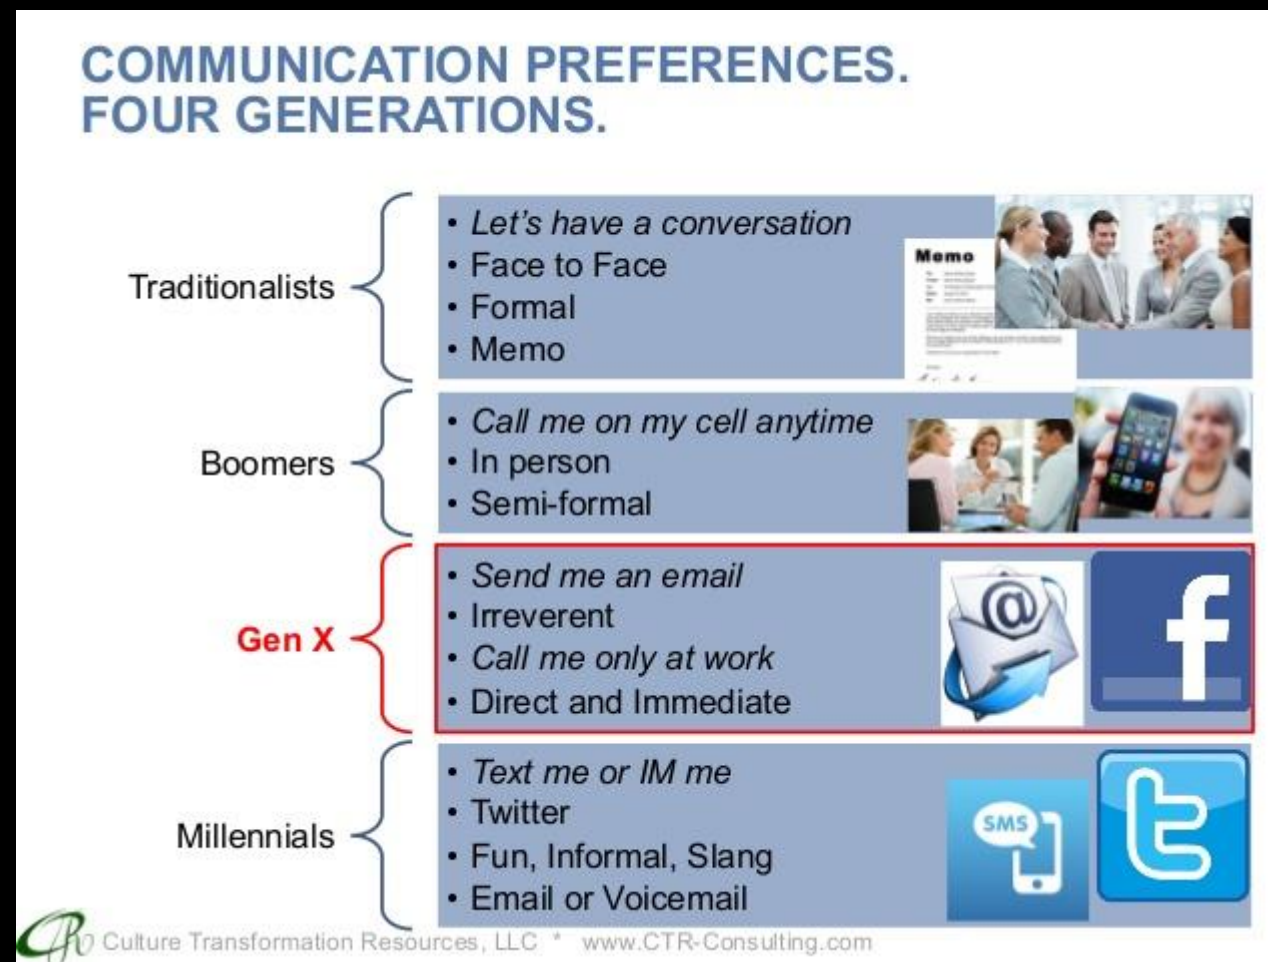 COMMUNICATION PREFERENCES.
FOUR GENERATIONS.
Traditionalists
• Let's have a conversation
• Face to Face
• Formal
• Memo
Memo
Boomers
• Call me on my cell anytime
• In person
• Semi-formal
Gen X
• Send me an email
• Irreverent
• Call me only at work
• Direct and Immediate
@
f
Millennials
• Text me or IM me
• Twitter
• Fun, Informal, Slang
• Email or Voicemail
SMS
t
Culture Transformation Resources, LLC * www.CTR-Consulting.com